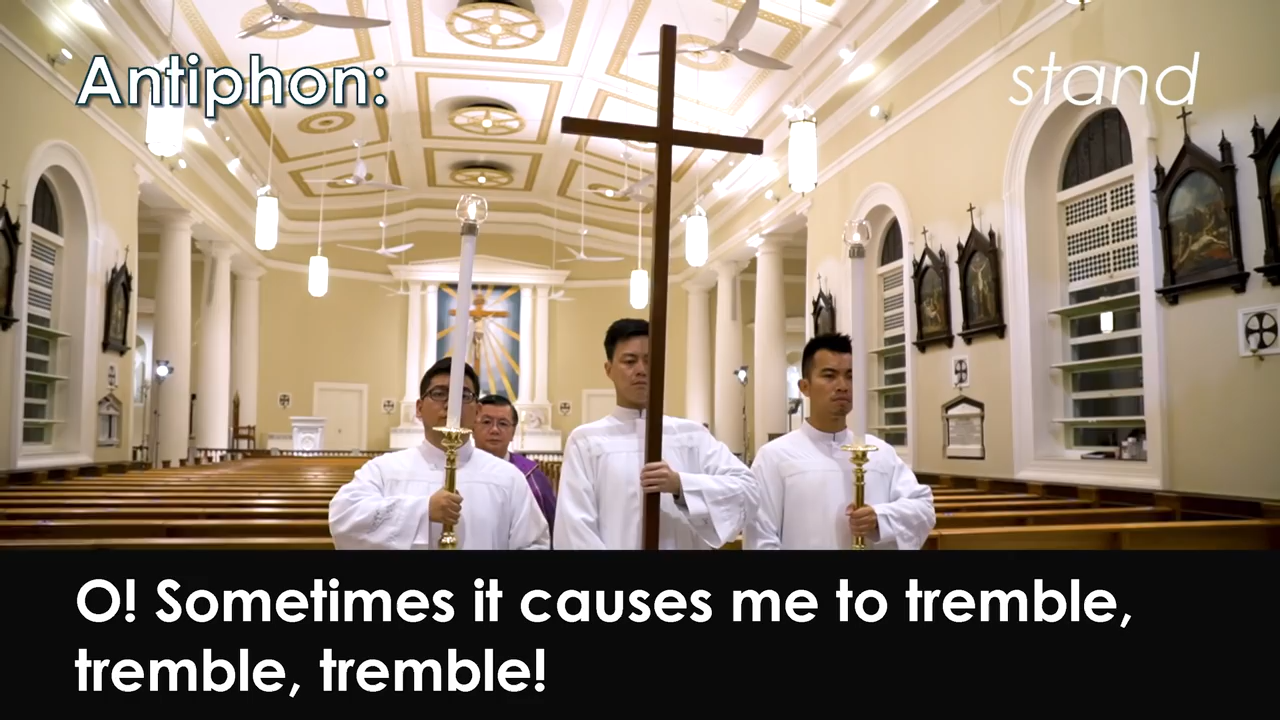 Antiphon:
stand
O! Sometimes it causes me to tremble,
tremble, tremble!